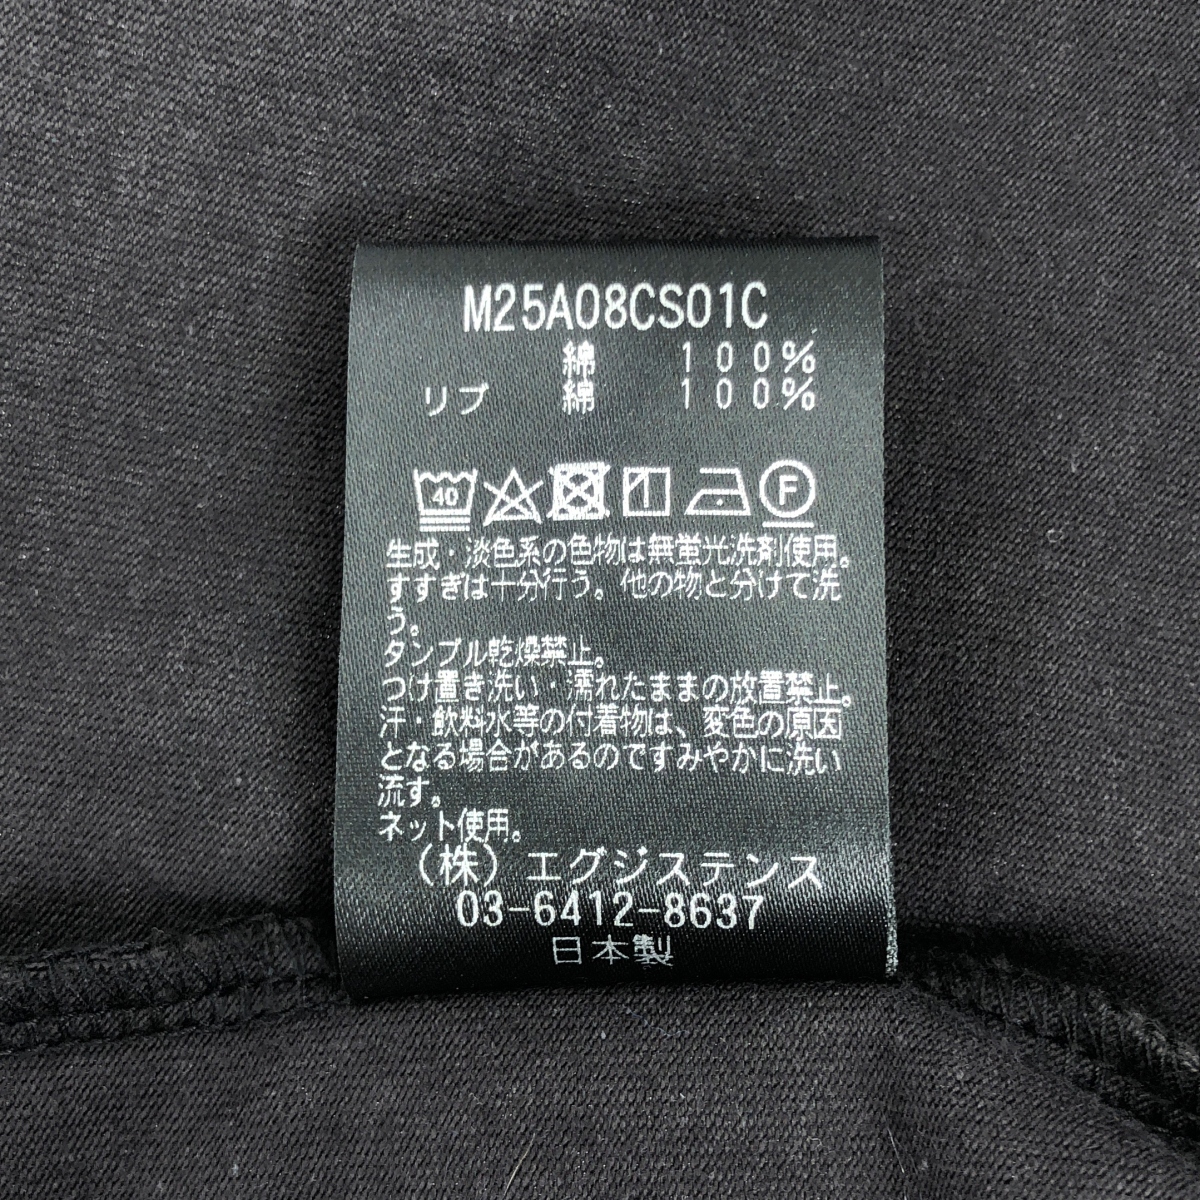 M25A08CS01C
綿 100%
リブ 綿 100%
40 F
生成・淡色系の色物は無蛍光洗剤使用。
すすぎは十分行う。他の物と分けて洗
う。
タンブル乾燥禁止。
つけ置き洗い・濡れたままの放置禁止。
汗・飲料水等の付着物は、変色の原因
となる場合があるのですみやかに洗い
流す。
ネット使用。
(株)エグジステンス
03-6412-8637
日本製